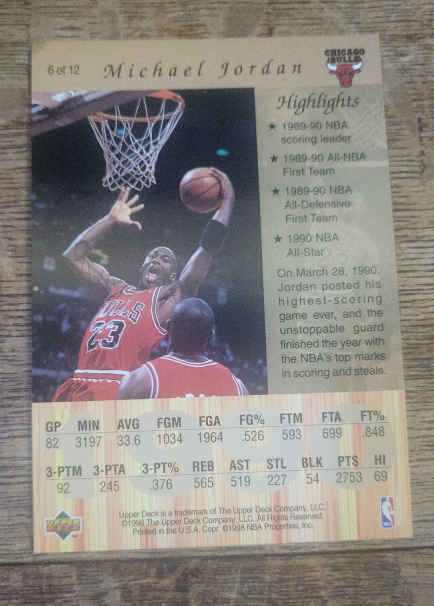 6 of 12
Michael Jordan
CHICAGO
BULLS
Highlights
★ 1989-90 NBA
scoring leader
★ 1989-90 All-NBA
First Team
★ 1989-90 NBA
All-Defensive
First Team
★ 1990 NBA
All-Star
On March 28, 1990,
Jordan posted his
highest-scoring
game ever, and the
unstoppable guard
finished the year with
the NBA's top marks
in scoring and steals.
BULLS
23
1990
GP MIN AVG FGM FGA FG% FTM FTA FT%
82 3197 33.6 1034 1964 .526 593 699 .848
3-PTM 3-PTA 3-PT% REB AST STL BLK PTS HI
92 245 .376 565 519 227 54 2753 69
Upper Deck is a trademark of The Upper Deck Company, LLC.
©1998 The Upper Deck Company, LLC. All Rights Reserved.
Printed in the U.S.A. Copr. ©1998 NBA Properties, Inc.
UPPER DECK
NBA